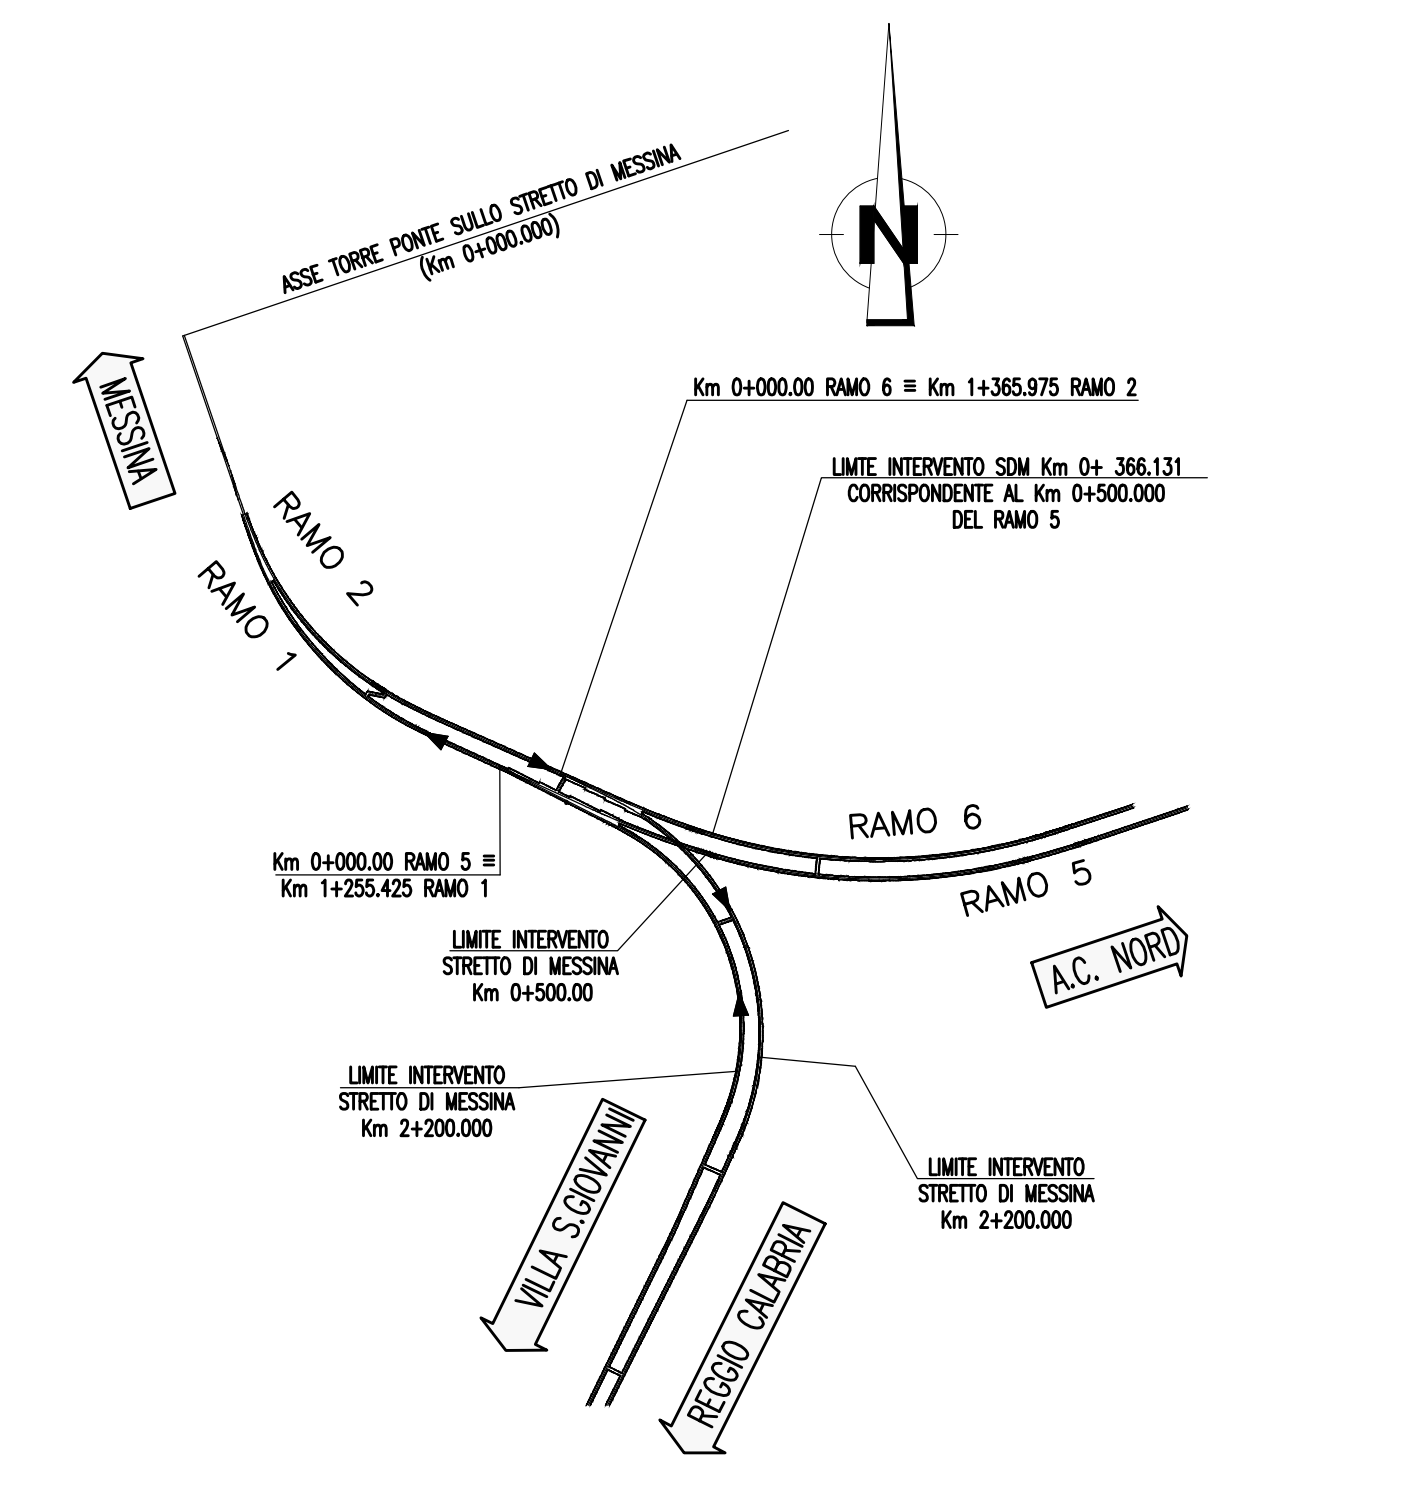 N
ASSE TORRE PONTE SULLO STRETTO DI MESSINA
(Km 0+000.000)
MESSINA
Km 0+000.00 RAMO 6 ≡ Km 1+365.975 RAMO 2
LIMTE INTERVENTO SDM Km 0+ 366.131
CORRISPONDENTE AL Km 0+500.000
DEL RAMO 5
RAMO 2
RAMO 1
RAMO 6
RAMO 5
Km 0+000.00 RAMO 5 ≡
Km 1+255.425 RAMO 1
A.C. NORD
LIMITE INTERVENTO
STRETTO DI MESSINA
Km 0+500.00
LIMITE INTERVENTO
STRETTO DI MESSINA
Km 2+200.000
VILLA S.GIOVANNI
LIMITE INTERVENTO
STRETTO DI MESSINA
Km 2+200.000
REGGIO CALABRIA